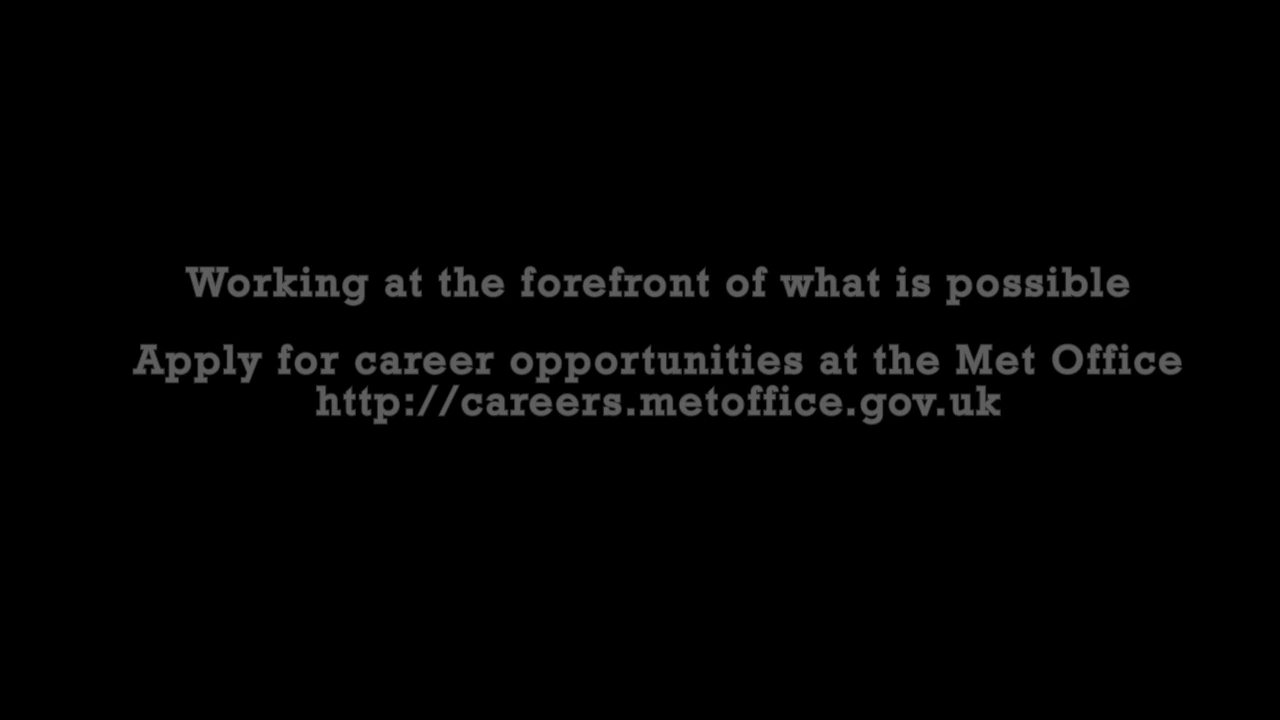 Working at the forefront of what is possible
Apply for career opportunities at the Met Office
http://careers.metoffice.gov.uk